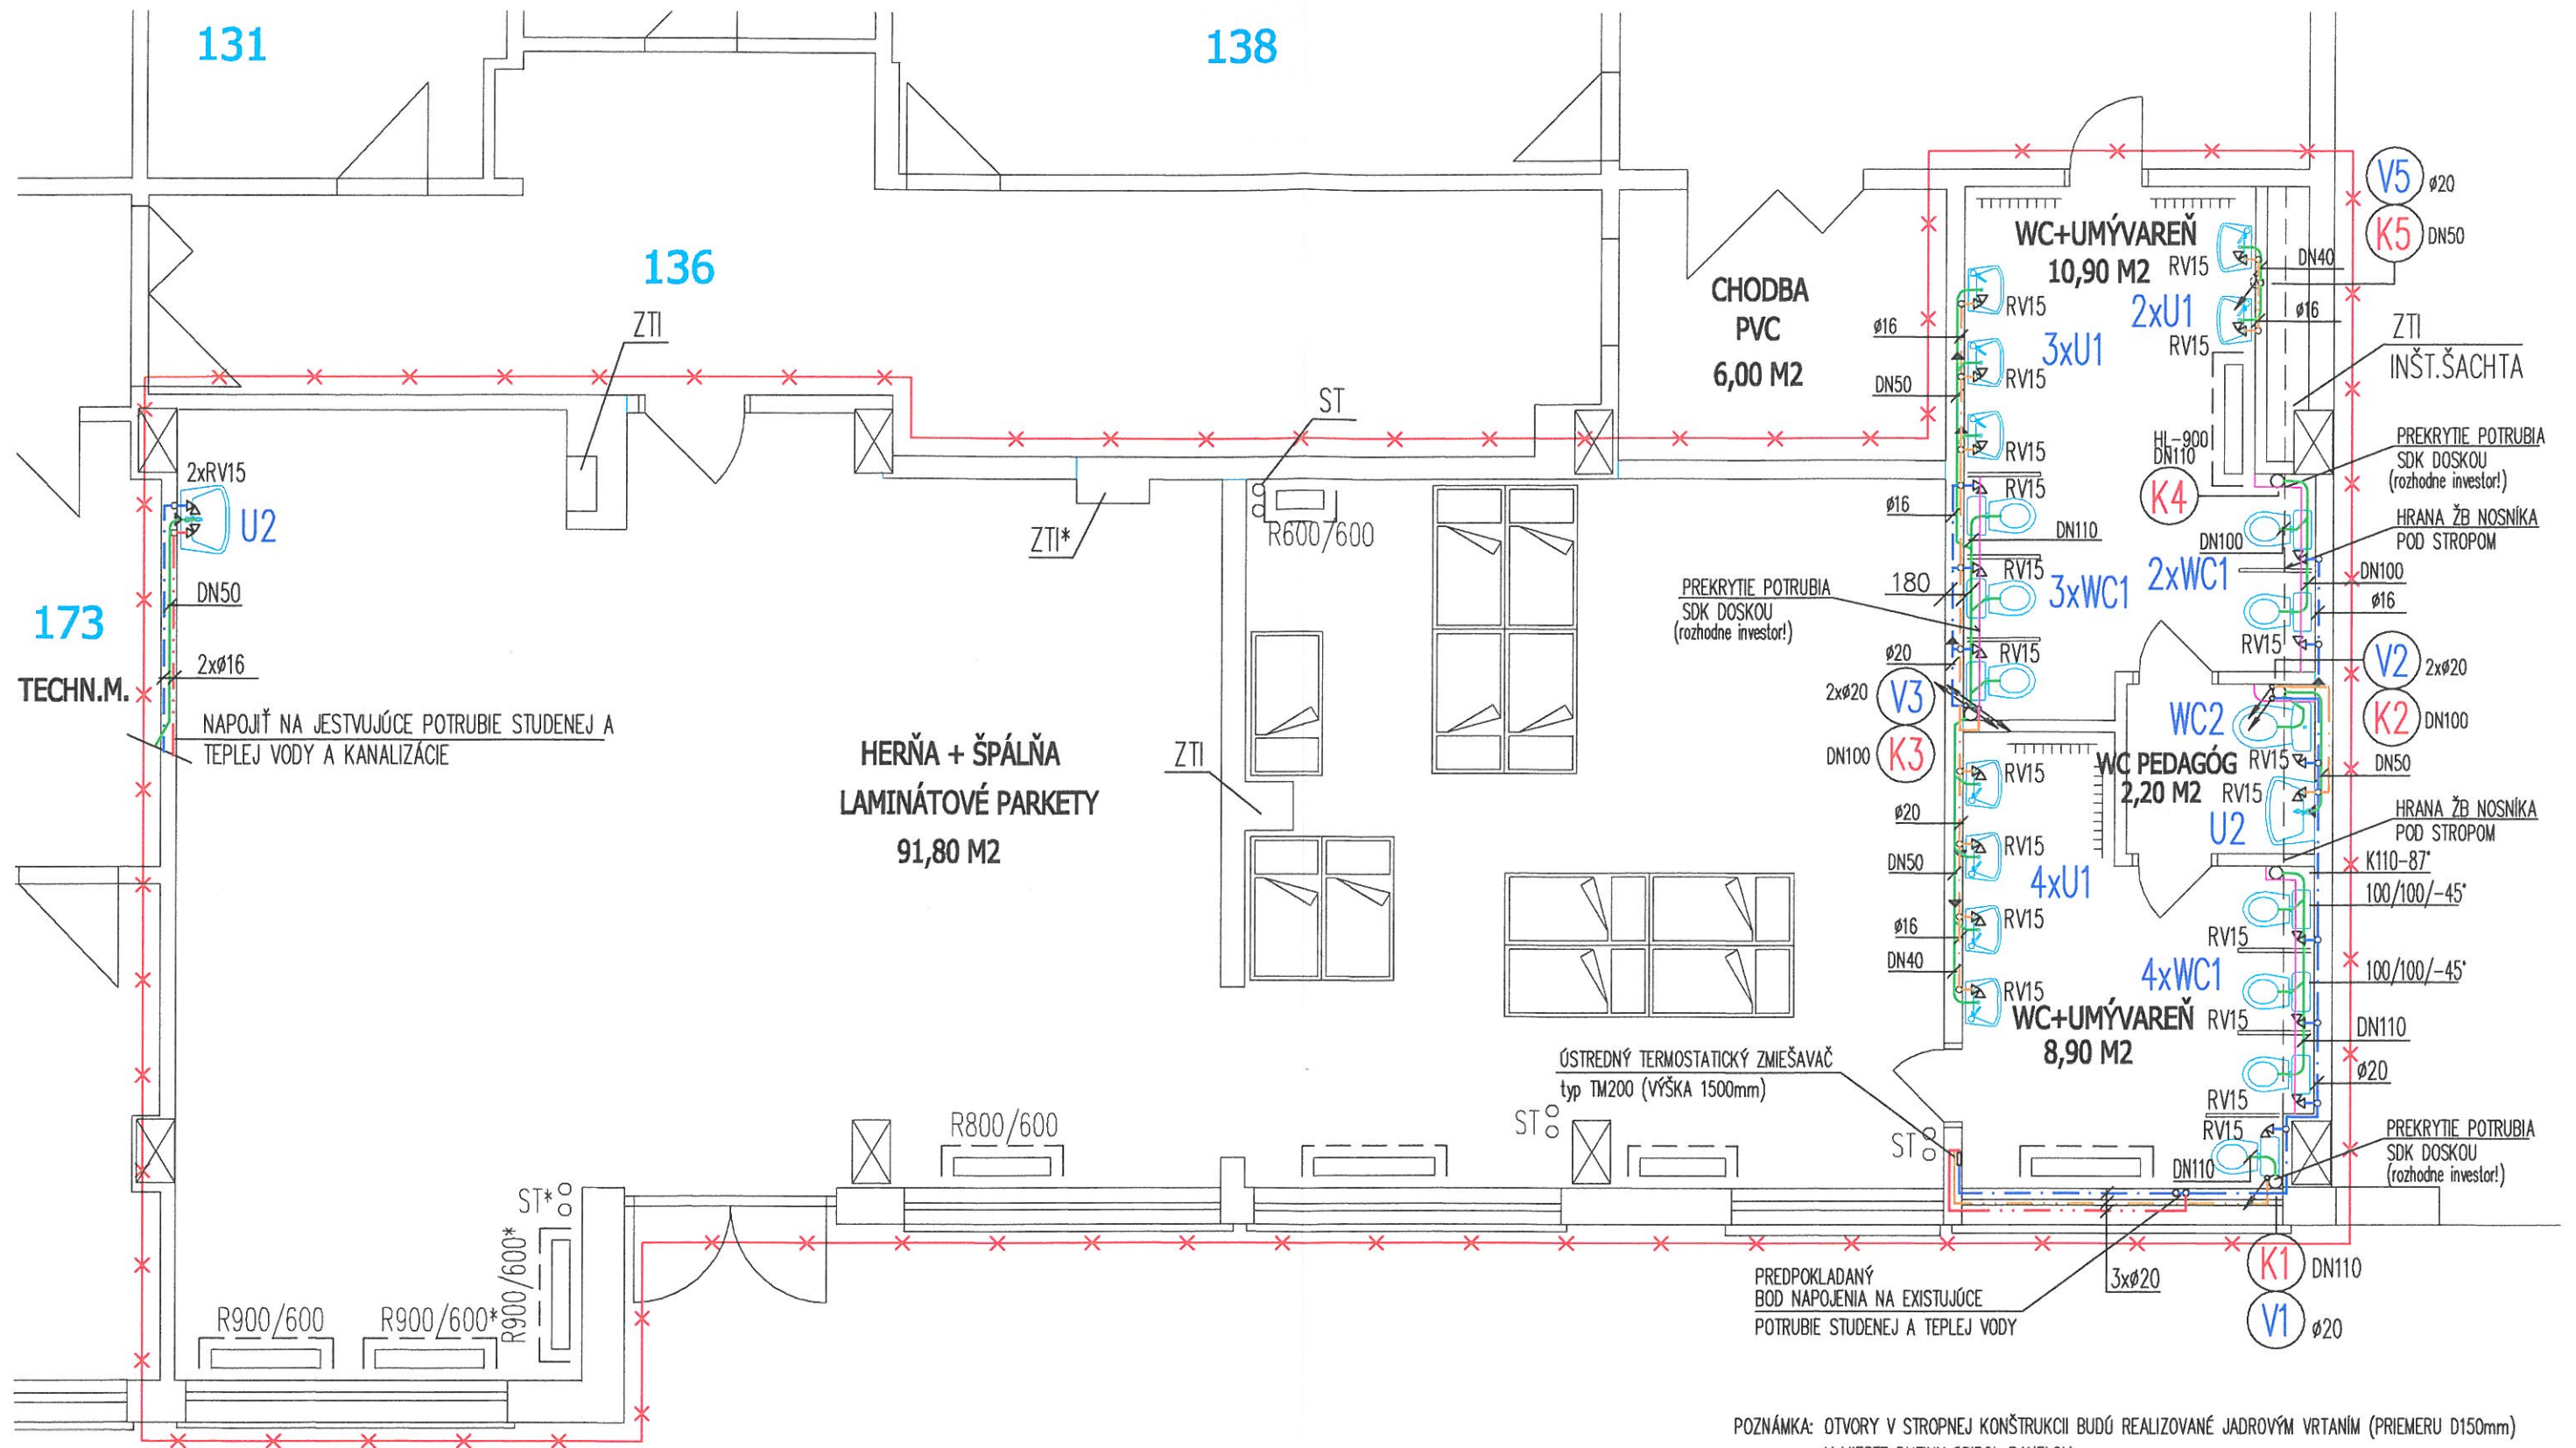 131
138
136
173
TECHN.M.
ZTI
ZTI*
ST
R600/600
2xRV15
U2
DN50
2xø16
NAPOJIŤ NA JESTVUJÚCE POTRUBIE STUDENEJ A
TEPLEJ VODY A KANALIZÁCIE
HERŇA + ŠPÁLŇA
LAMINÁTOVÉ PARKETY
91,80 M2
ZTI
CHODBA
PVC
6,00 M2
WC+UMÝVAREŇ
10,90 M2
RV15
RV15
2xU1
DN40
ø16
V5
ø20
K5
DN50
ZTI
INŠT.ŠACHTA
ø16
DN50
RV15
RV15
RV15
3xU1
HL-900
DN110
K4
PREKRYTIE POTRUBIA
SDK DOSKOU
(rozhodne investor!)
HRANA ŽB NOSNÍKA
POD STROPOM
DN100
2xWC1
DN100
ø16
RV15
ø16
RV15
DN110
RV15
180
3xWC1
RV15
PREKRYTIE POTRUBIA
SDK DOSKOU
(rozhodne investor!)
ø20
2xø20
V3
DN100
K3
V2
2xø20
K2
DN100
WC2
RV15
WC PEDAGÓG
2,20 M2
RV15
U2
DN50
HRANA ŽB NOSNÍKA
POD STROPOM
K110-87°
100/100/-45°
100/100/-45°
DN110
ø20
RV15
ø20
RV15
DN50
4xU1
RV15
ø16
DN40
RV15
RV15
4xWC1
RV15
WC+UMÝVAREŇ
8,90 M2
RV15
RV15
DN110
PREKRYTIE POTRUBIA
SDK DOSKOU
(rozhodne investor!)
ÚSTREDNÝ TERMOSTATICKÝ ZMIEŠAVAČ
typ TM200 (VÝŠKA 1500mm)
ST
ST
R800/600
ST*
R900/600*
R900/600
R900/600*
PREDPOKLADANÝ
BOD NAPOJENIA NA EXISTUJÚCE
POTRUBIE STUDENEJ A TEPLEJ VODY
3xø20
K1
DN110
V1
ø20
POZNÁMKA: OTVORY V STROPNEJ KONŠTRUKCII BUDÚ REALIZOVANÉ JADROVÝM VRTANÍM (PRIEMERU D150mm)